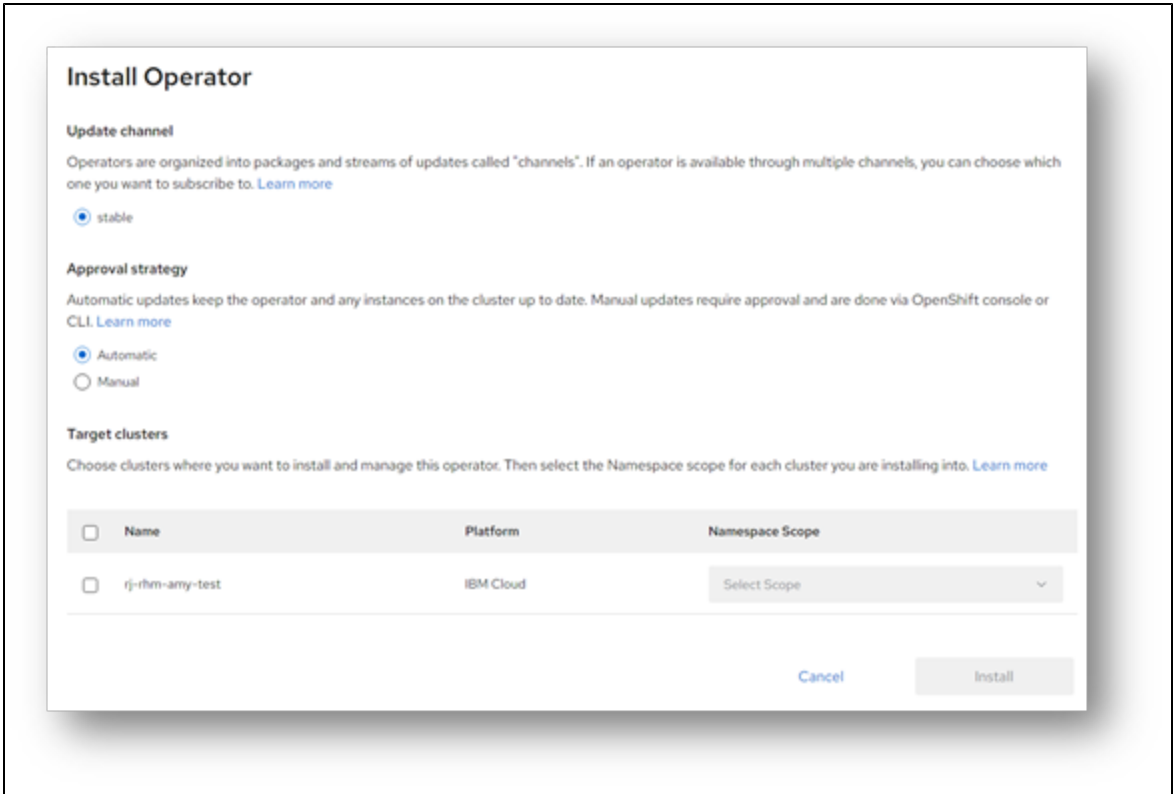 Install Operator
Update channel
Operators are organized into packages and streams of updates called "channels". If an operator is available through multiple channels, you can choose which
one you want to subscribe to. Learn more
stable
Approval strategy
Automatic updates keep the operator and any instances on the cluster up to date. Manual updates require approval and are done via OpenShift console or
CLI. Learn more
Automatic
Manual
Target clusters
Choose clusters where you want to install and manage this operator. Then select the Namespace scope for each cluster you are installing into. Learn more
Name Platform Namespace Scope
rj-rhm-amy-test IBM Cloud Select Scope
Cancel Install